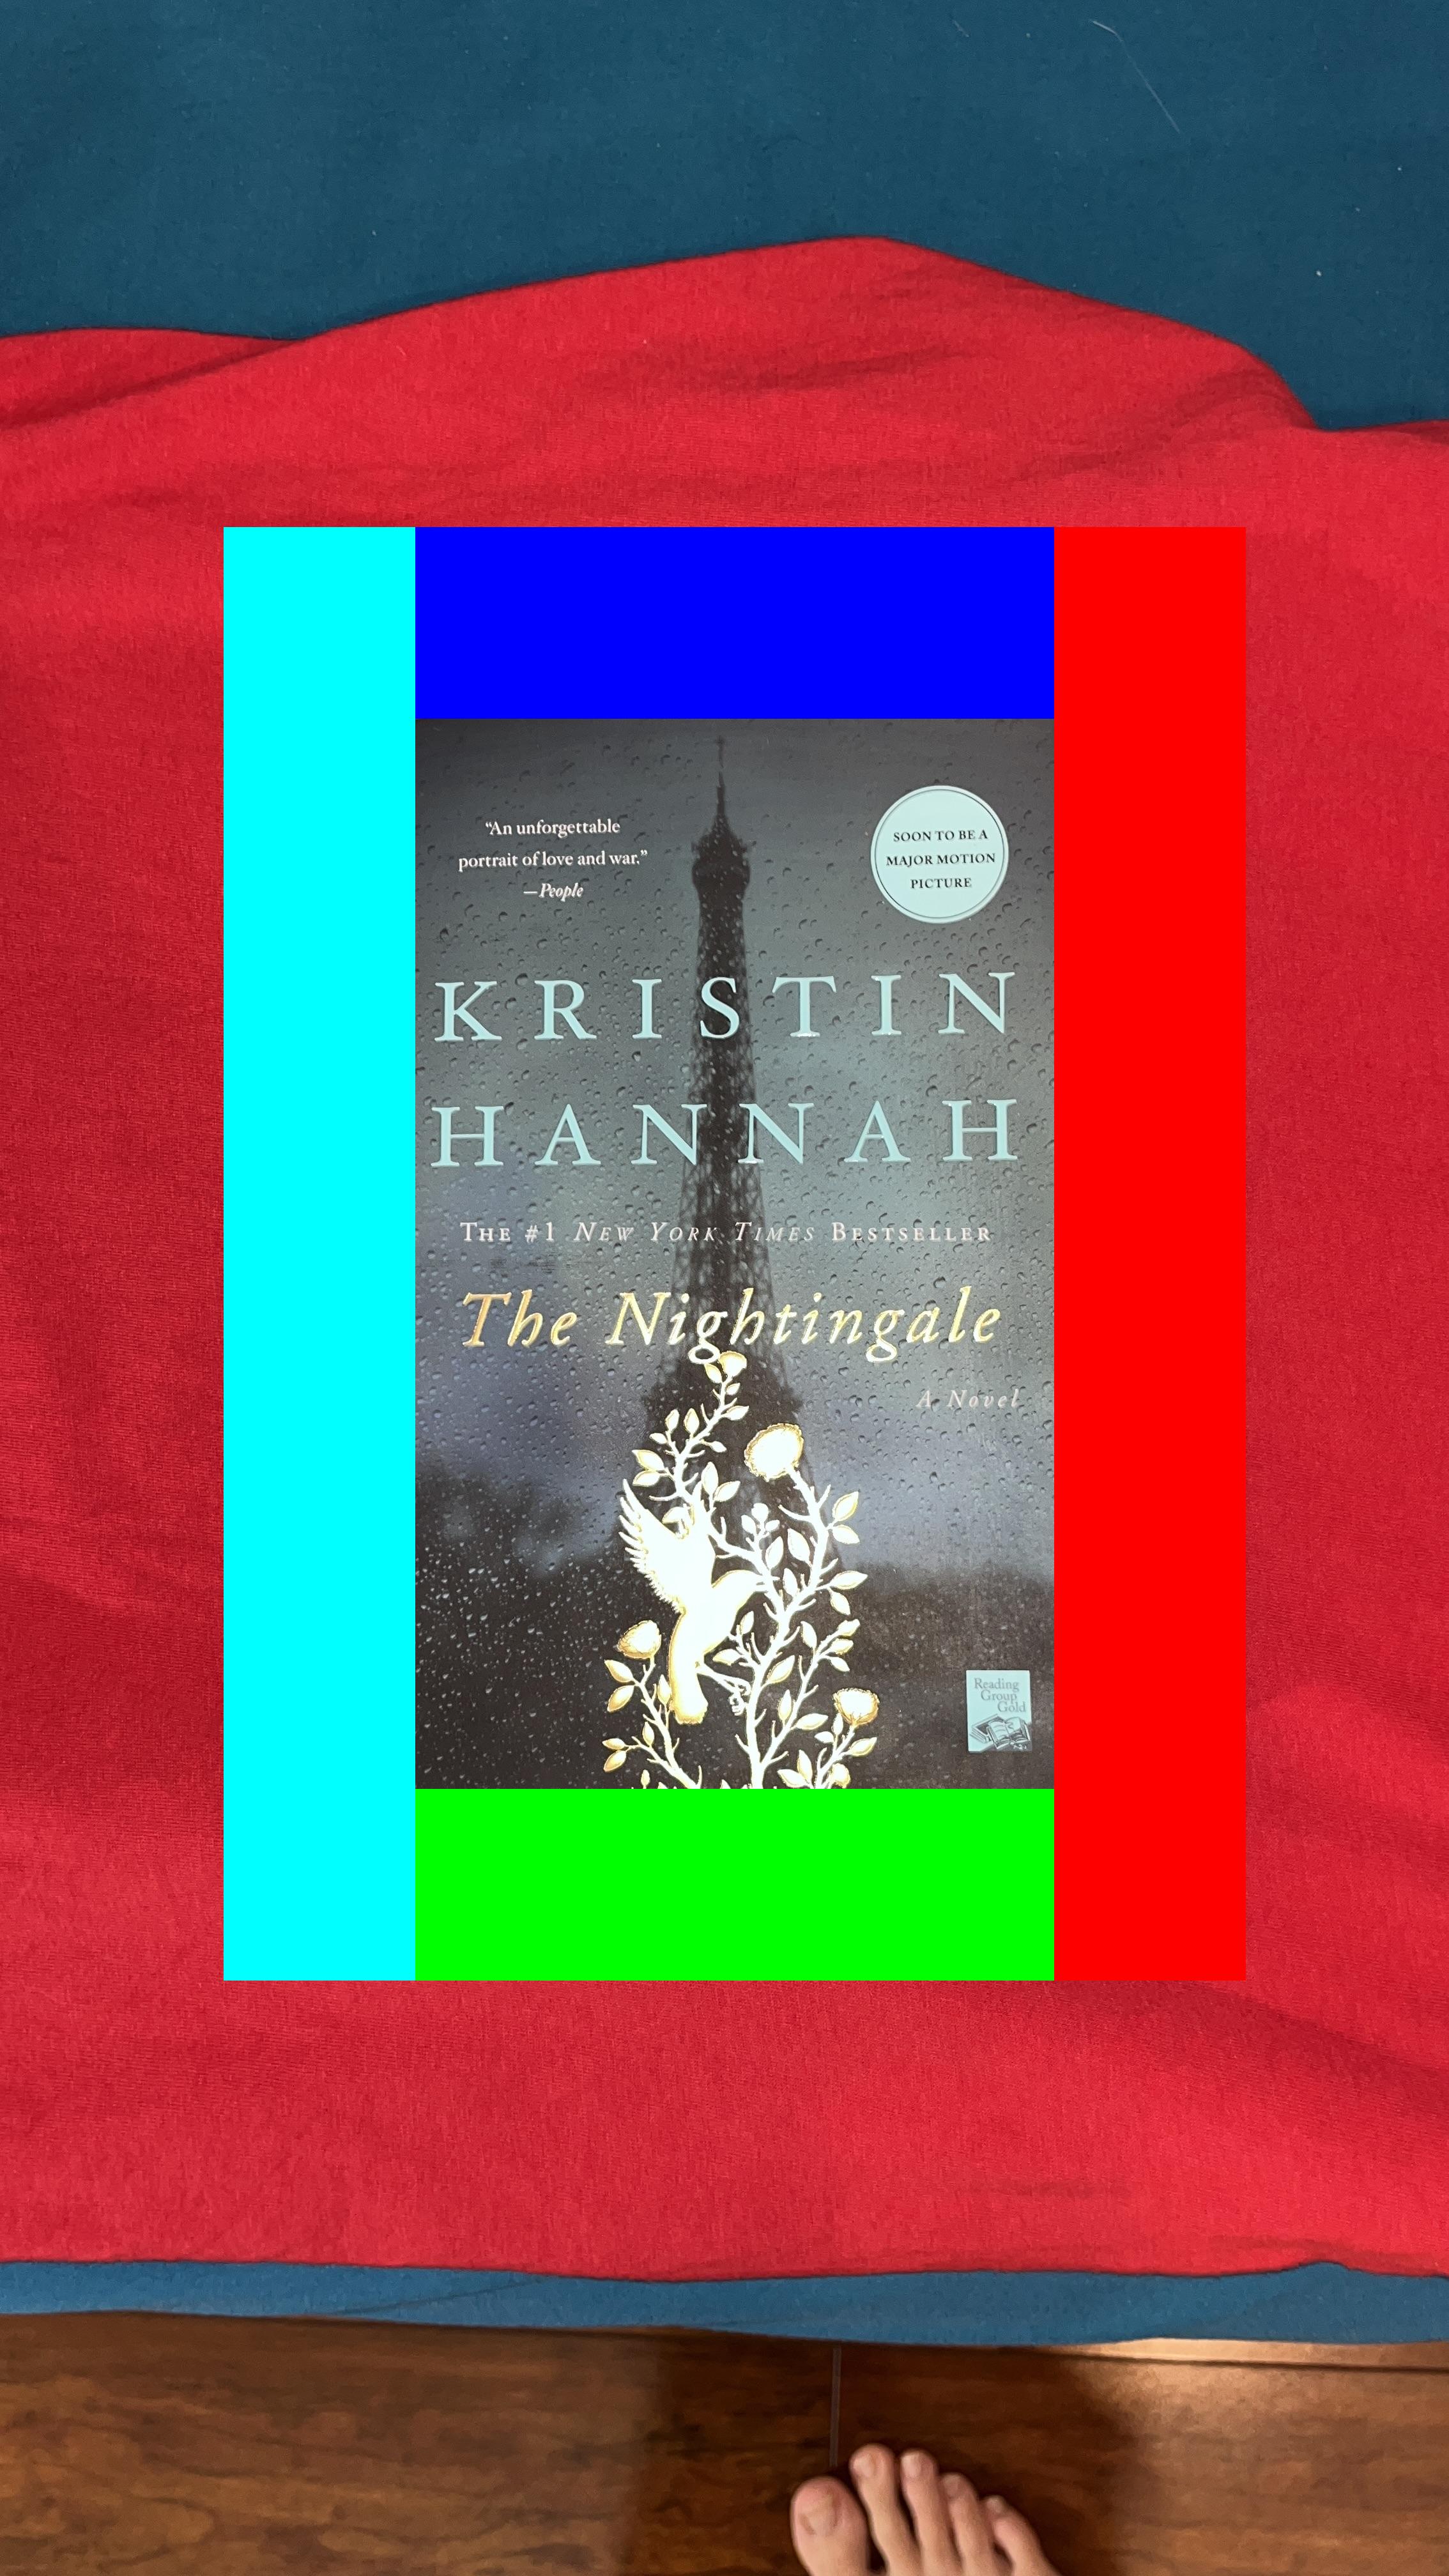 “An unforgettable
portrait of love and war.”
—People
SOON TO BE A
MAJOR MOTION
PICTURE
KRISTIN
HANNAH
THE #1 NEW YORK TIMES BESTSELLER
The Nightingale
A Novel
Reading
Group
Gold